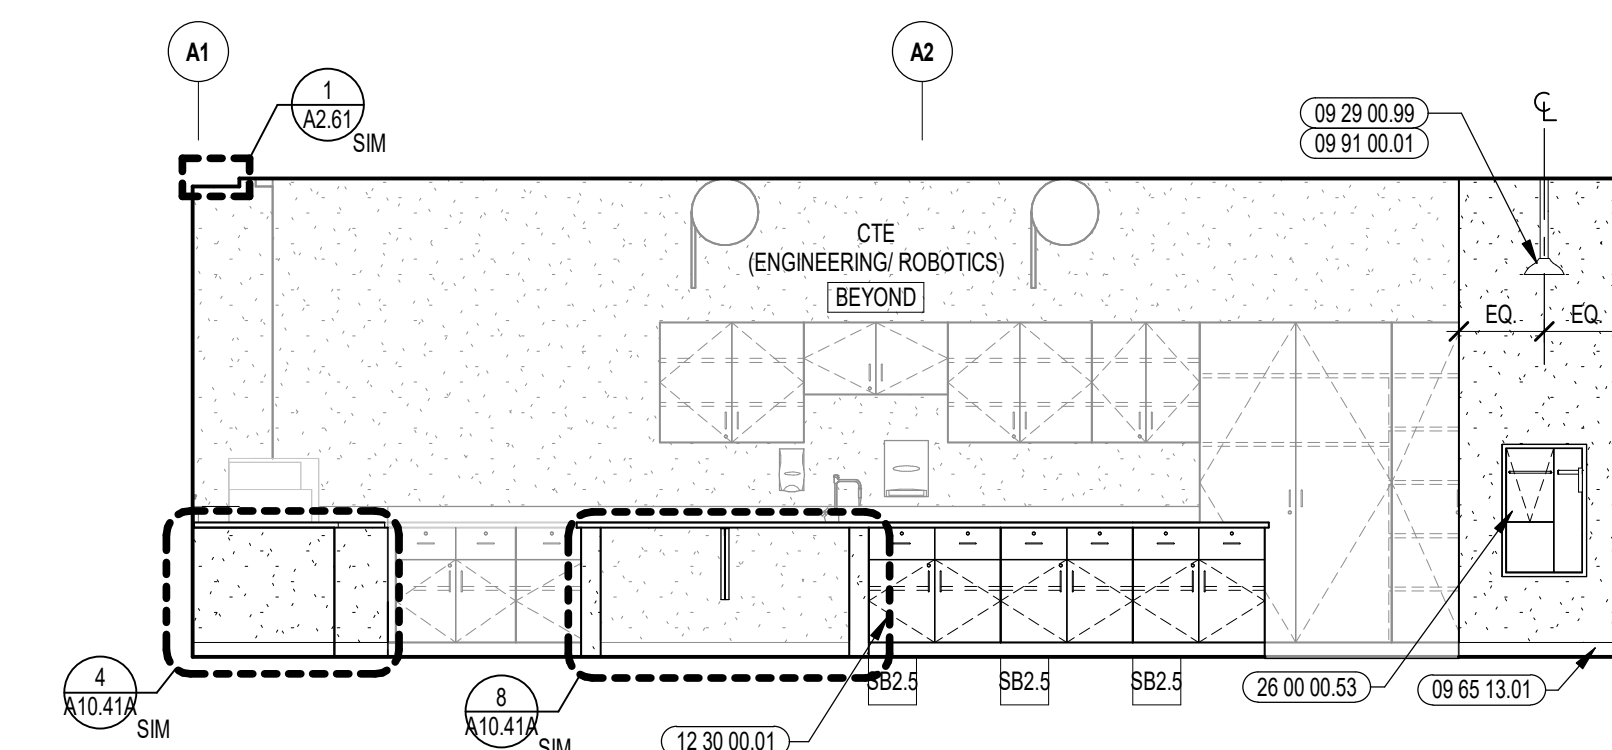 A1
A2
1
A2.61
SIM
09 29 00.99
09 91 00.01
CL
CTE
(ENGINEERING/ ROBOTICS)
BEYOND
EQ.
EQ.
4
A10.41A
SIM
8
A10.41A
SIM
SB2.5
SB2.5
SB2.5
12 30 00.01
26 00 00.53
09 65 13.01